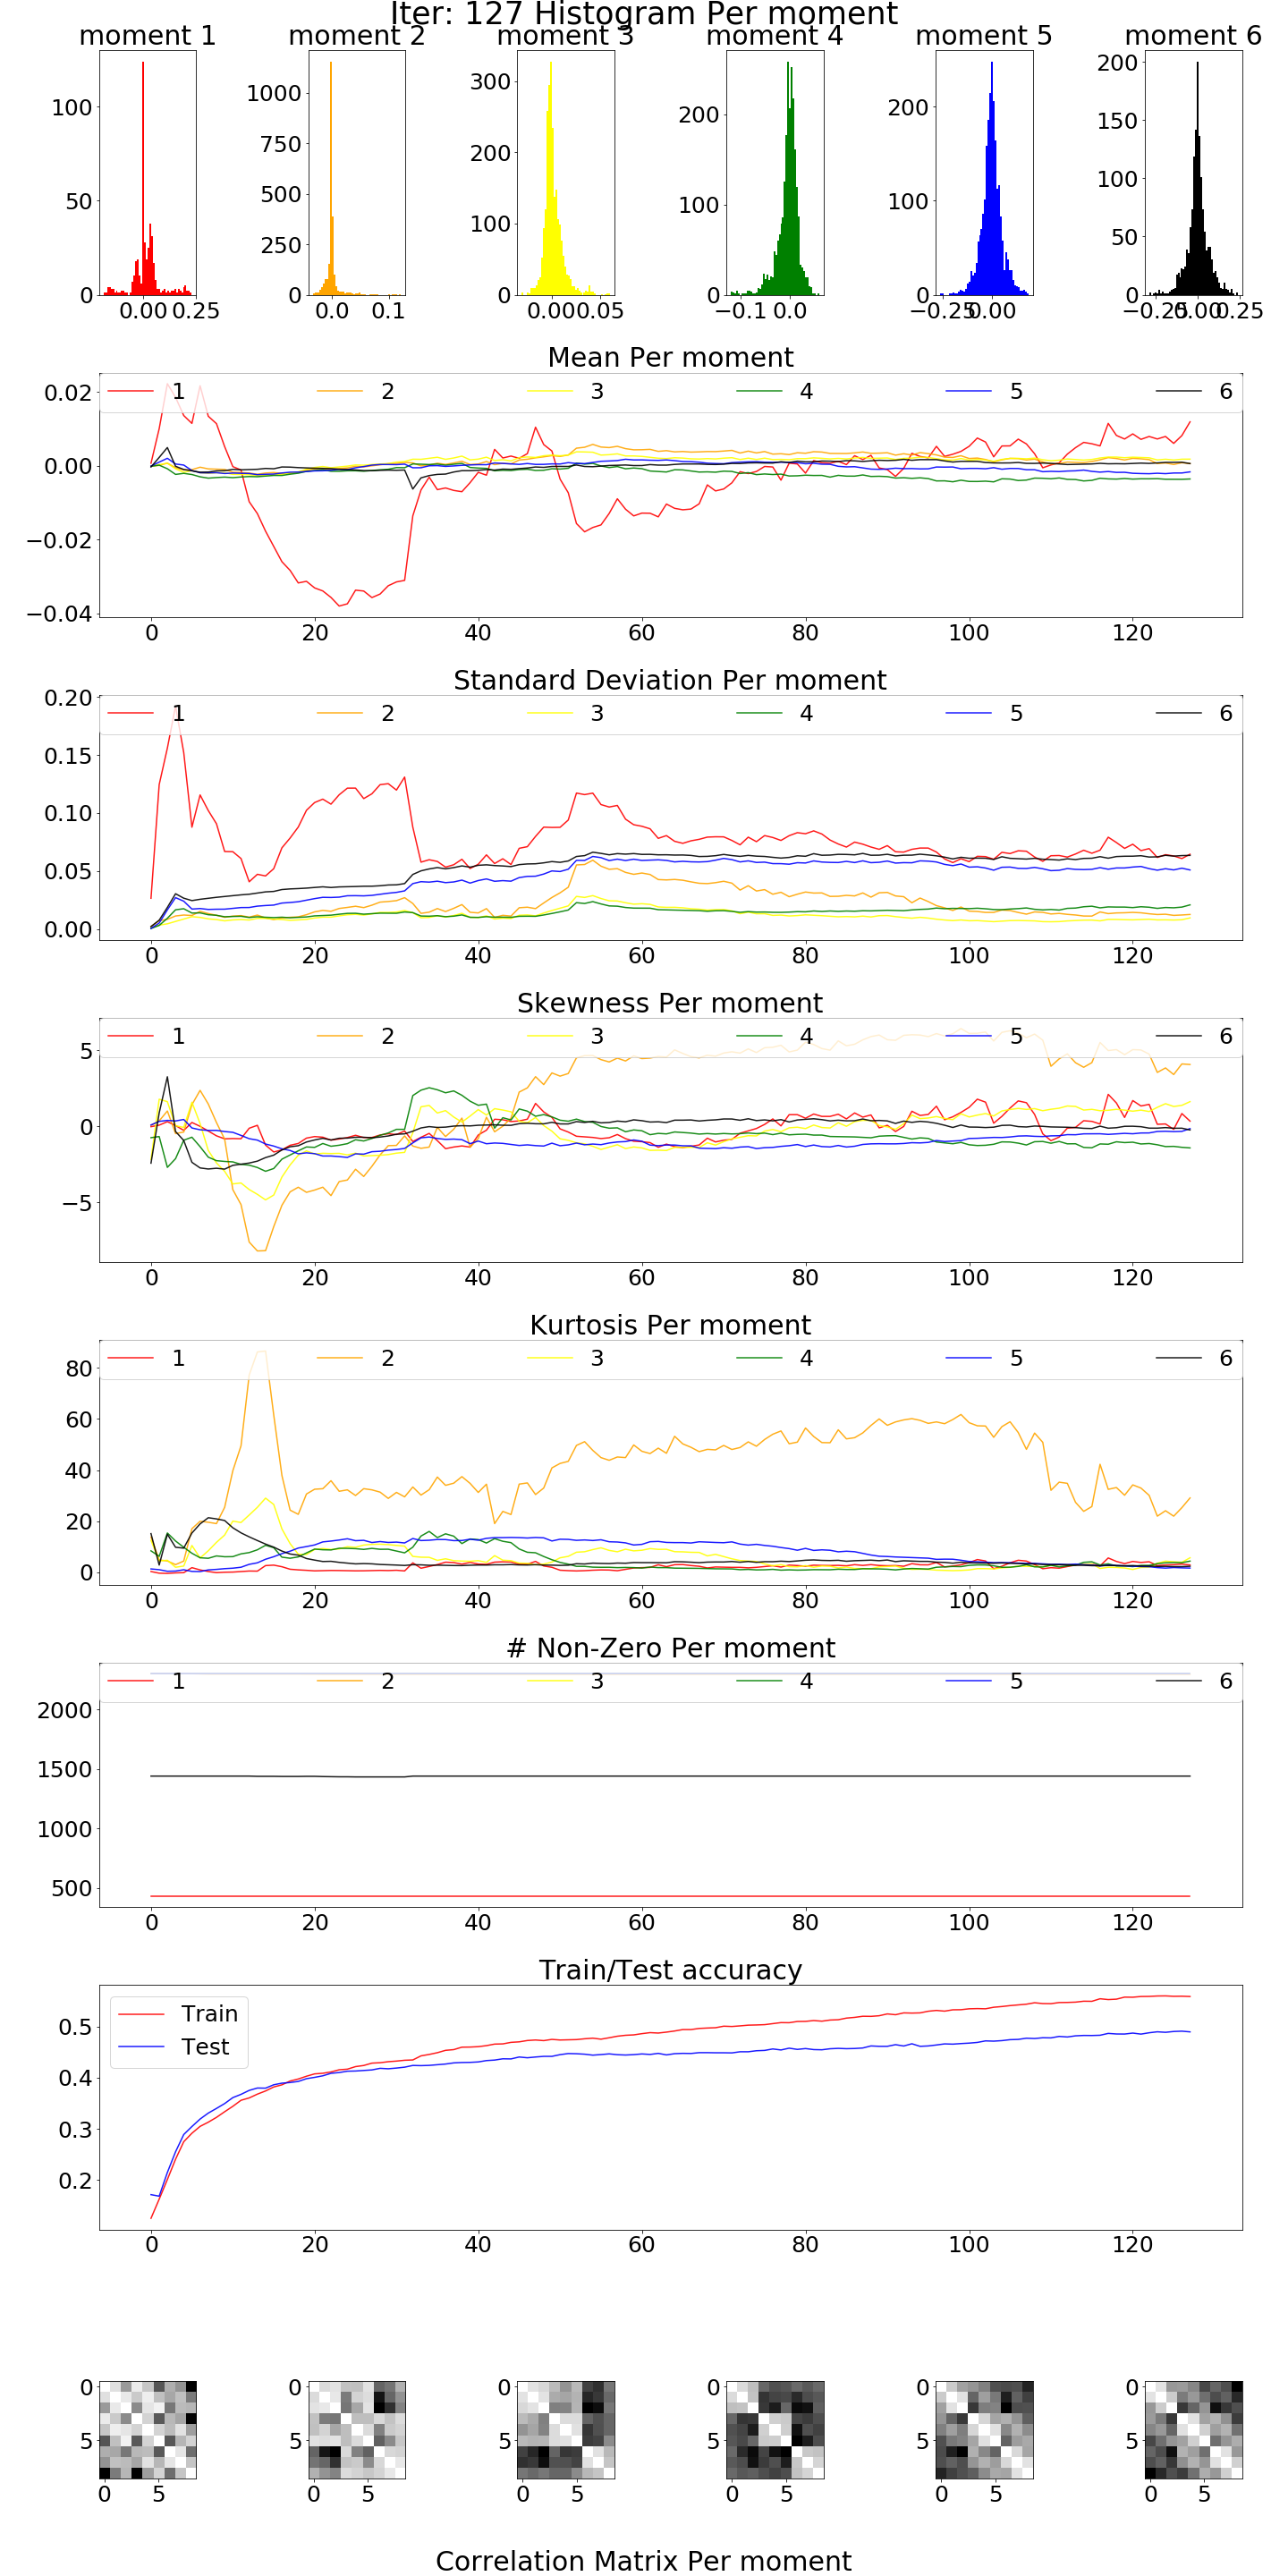 Iter: 127 Histogram Per moment
moment 1 moment 2 moment 3 moment 4 moment 5 moment 6
100 50 0
0.00 0.25
1000 750 500 250 0
0.0 0.1
300 200 100 0
0.00 0.05
200 100 0
−0.1 0.0
200 100 0
−0.25 0.00
200 150 100 50 0
−0.25 0.00 0.25
Mean Per moment
1 2 3 4 5 6
0.02
0.00
−0.02
−0.04
0 20 40 60 80 100 120
Standard Deviation Per moment
1 2 3 4 5 6
0.20
0.15
0.10
0.05
0.00
0 20 40 60 80 100 120
Skewness Per moment
1 2 3 4 5 6
5
0
−5
0 20 40 60 80 100 120
Kurtosis Per moment
1 2 3 4 5 6
80
60
40
20
0
0 20 40 60 80 100 120
# Non-Zero Per moment
1 2 3 4 5 6
2000
1500
1000
500
0 20 40 60 80 100 120
Train/Test accuracy
Train
Test
0.5
0.4
0.3
0.2
0 20 40 60 80 100 120
0 0 0 0 0 0
5 5 5 5 5 5
0 5 0 5 0 5 0 5 0 5 0 5
Correlation Matrix Per moment